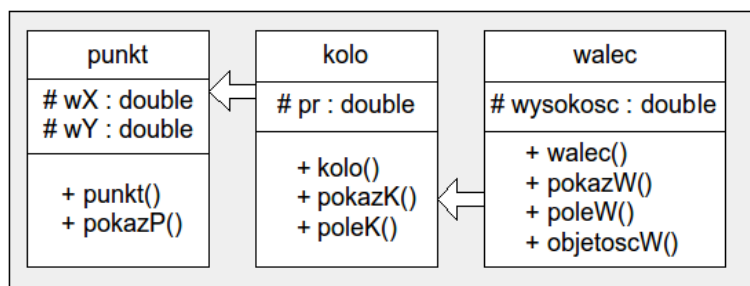 punkt
# wX : double
# wY : double
+ punkt()
+ pokazP()
kolo
# pr : double
+ kolo()
+ pokazK()
+ poleK()
walec
# wysokosc : double
+ walec()
+ pokazW()
+ poleW()
+ objetoscW()